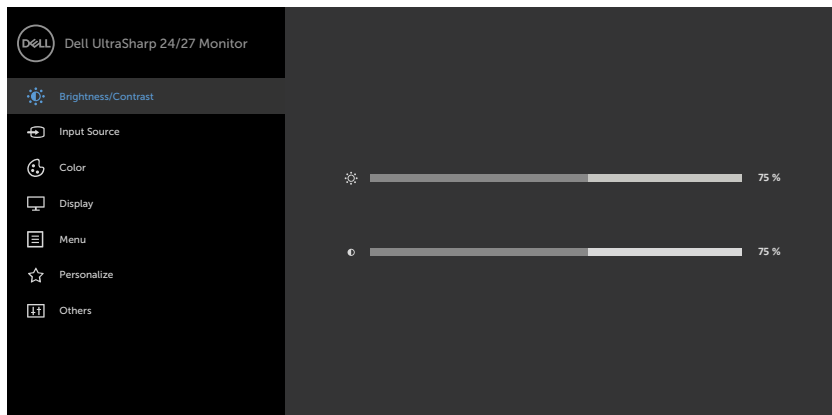 DELL
Dell UltraSharp 24/27 Monitor
Brightness/Contrast
Input Source
Color
Display
Menu
Personalize
Others
75 %
75 %